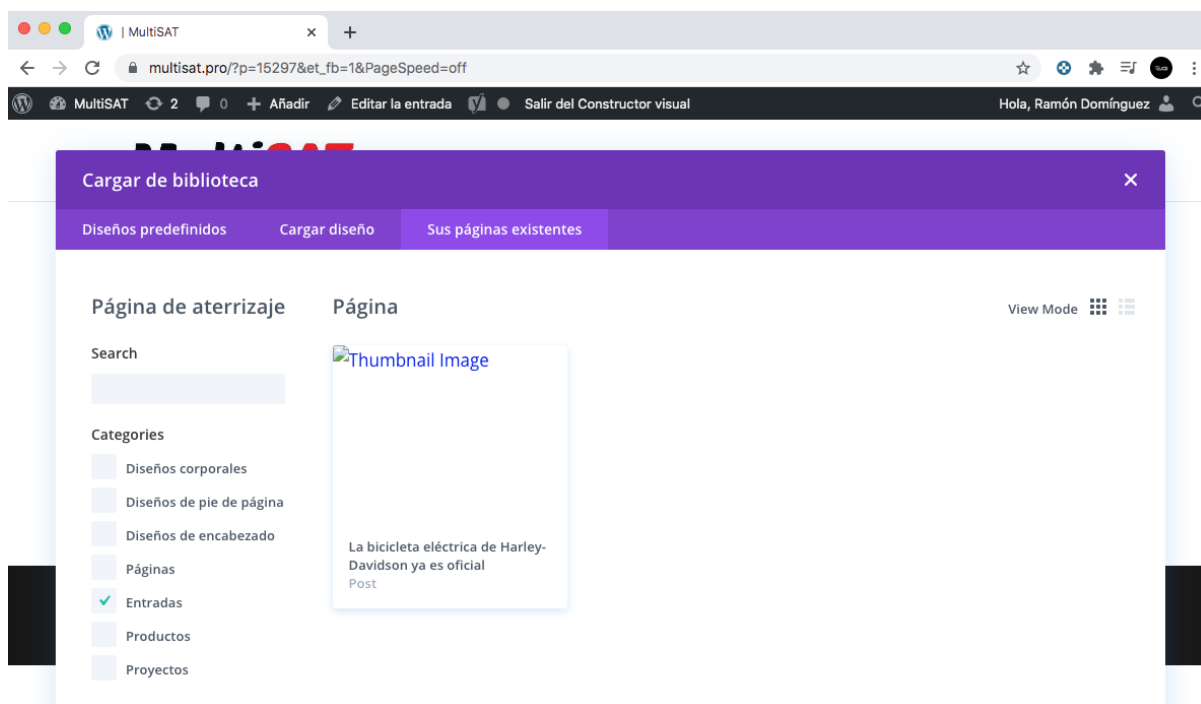 | MultiSAT
multisat.pro/?p=15297&et_fb=1&PageSpeed=off
MultiSAT 2 0 + Añadir Editar la entrada Salir del Constructor visual Hola, Ramón Domínguez
MultiSAT
Cargar de biblioteca
Diseños predefinidos Cargar diseño Sus páginas existentes
Página de aterrizaje Página View Mode
Search
Thumbnail Image
Categories
Diseños corporales
Diseños de pie de página
Diseños de encabezado
Páginas
Entradas
Productos
Proyectos
La bicicleta eléctrica de Harley-
Davidson ya es oficial
Post